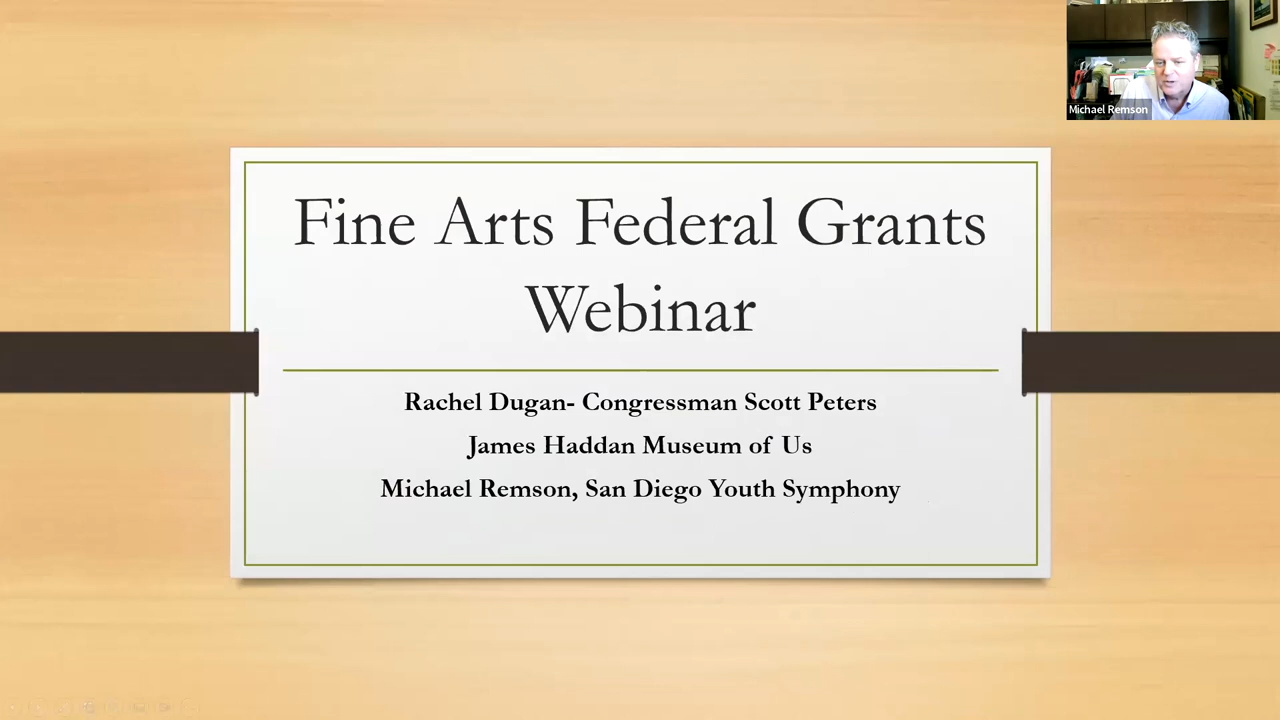 Michael Remson
Fine Arts Federal Grants
Webinar
Rachel Dugan- Congressman Scott Peters
James Haddan Museum of Us
Michael Remson, San Diego Youth Symphony